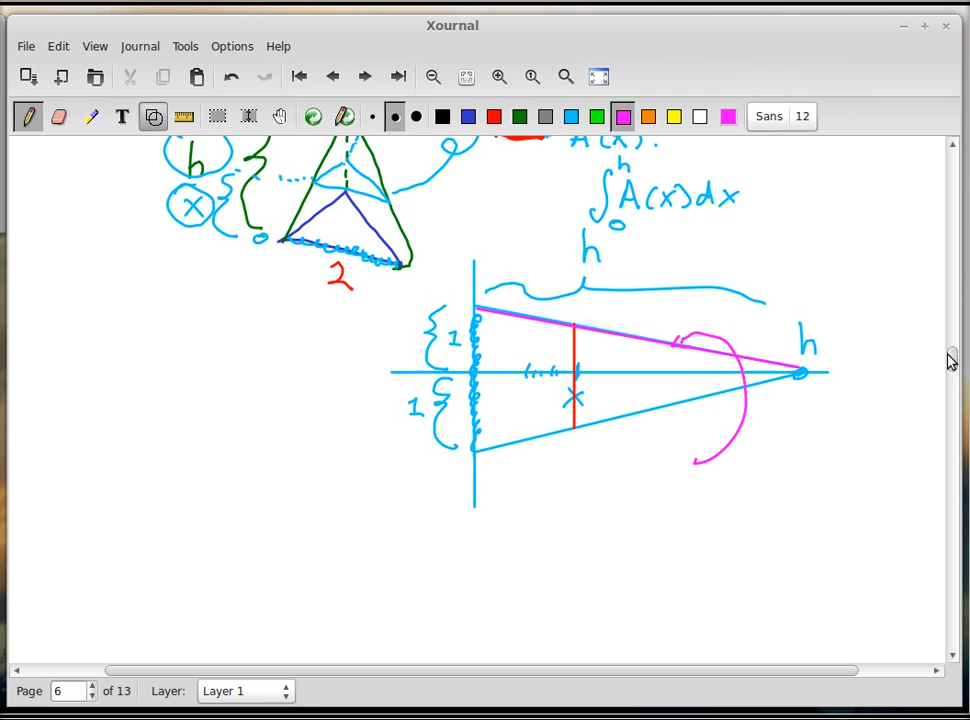 Xournal
File Edit View Journal Tools Options Help
Sans 12
h
A(x).
x
h
∫ A(x)dx
0
0
2
h
1
h
1
x
Page 6 of 13 Layer: Layer 1